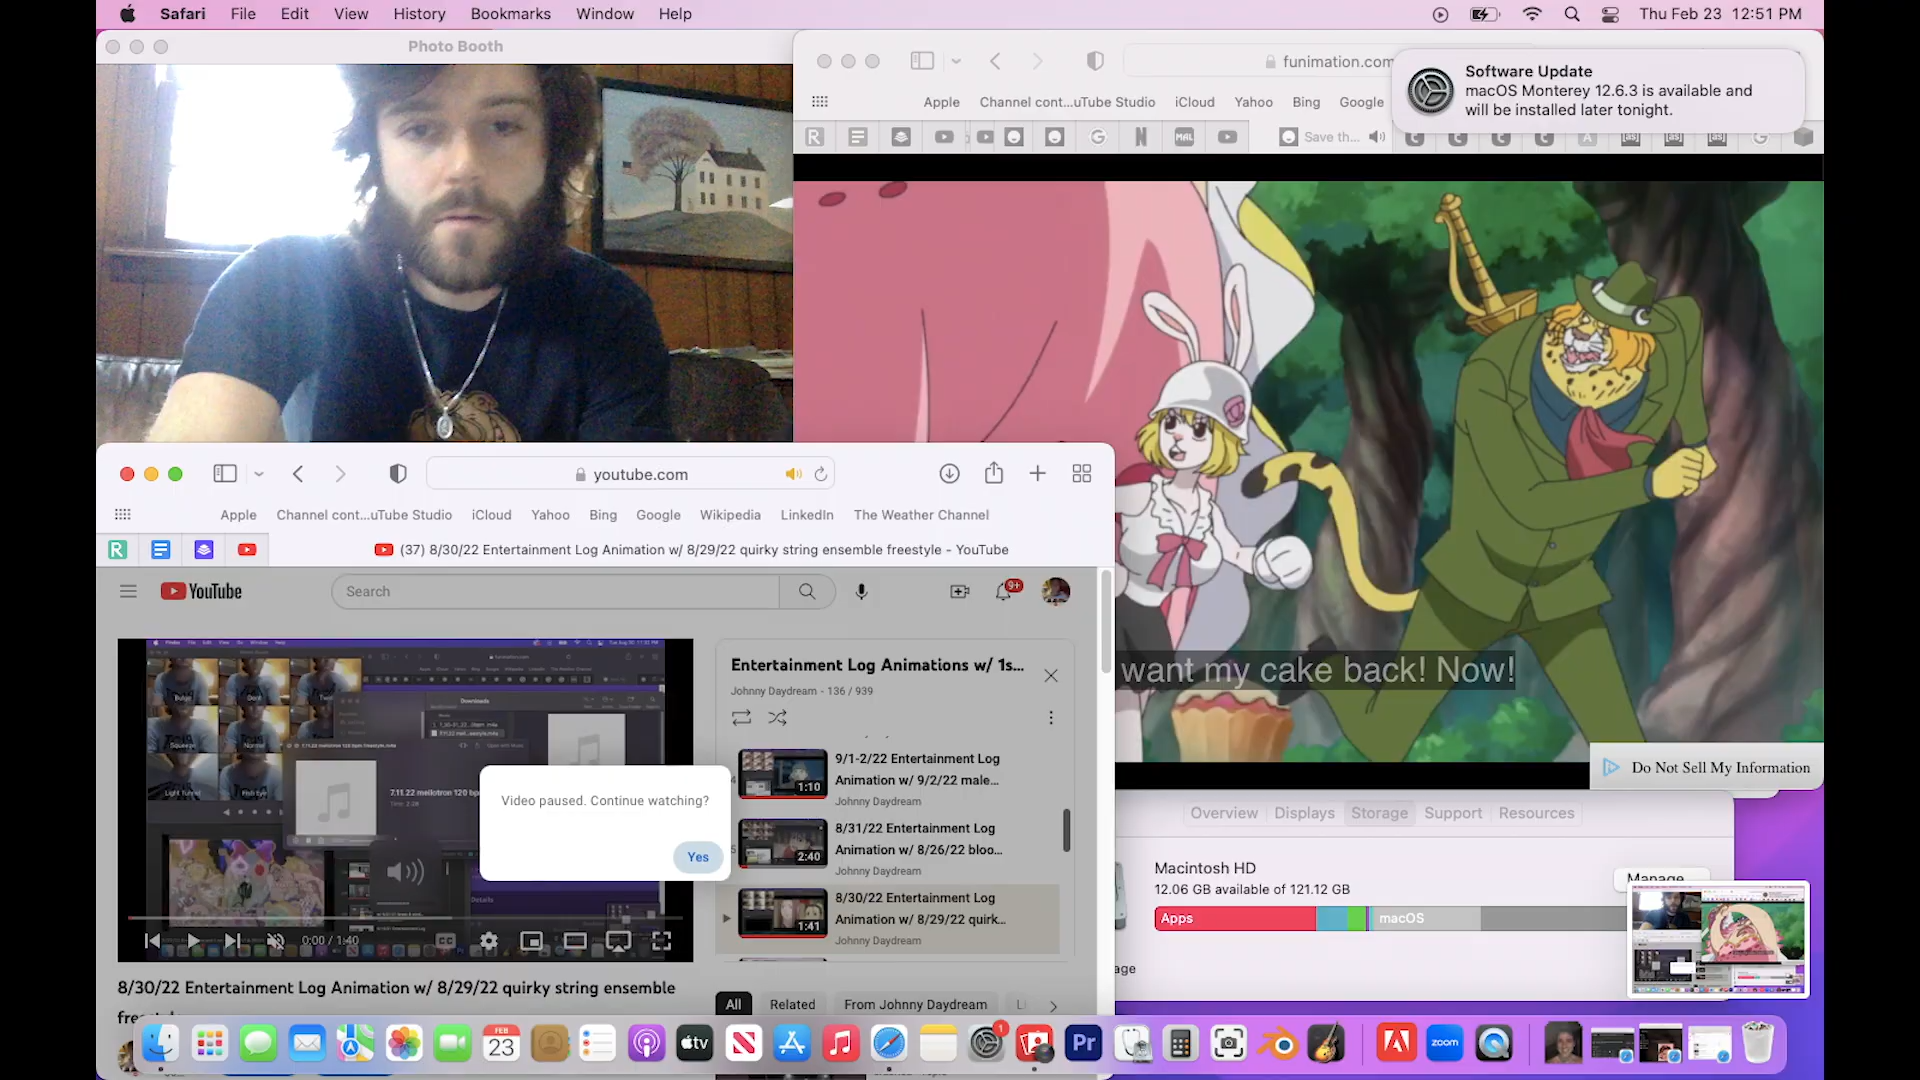 Safari File Edit View History Bookmarks Window Help
Thu Feb 23 12:51 PM
Photo Booth
funimation.com
Software Update
macOS Monterey 12.6.3 is available and
will be installed later tonight.
Apple Channel cont...uTube Studio iCloud Yahoo Bing Google
Save th...
want my cake back! Now!
Do Not Sell My Information
youtube.com
Apple Channel cont...uTube Studio iCloud Yahoo Bing Google Wikipedia LinkedIn The Weather Channel
(37) 8/30/22 Entertainment Log Animation w/ 8/29/22 quirky string ensemble freestyle - YouTube
YouTube
Search
9+
Entertainment Log Animations w/ 1s...
Johnny Daydream - 136 / 939
9/1-2/22 Entertainment Log
Animation w/ 9/2/22 male...
Johnny Daydream
1:10
8/31/22 Entertainment Log
Animation w/ 8/26/22 bloo...
Johnny Daydream
2:40
8/30/22 Entertainment Log
Animation w/ 8/29/22 quirk...
Johnny Daydream
1:41
Video paused. Continue watching?
Yes
0:00 / 1:40
CC
8/30/22 Entertainment Log Animation w/ 8/29/22 quirky string ensemble
All Related From Johnny Daydream
Overview Displays Storage Support Resources
Macintosh HD
12.06 GB available of 121.12 GB
Manage...
Apps
macOS
FEB
23
tv
1
Pr
zoom